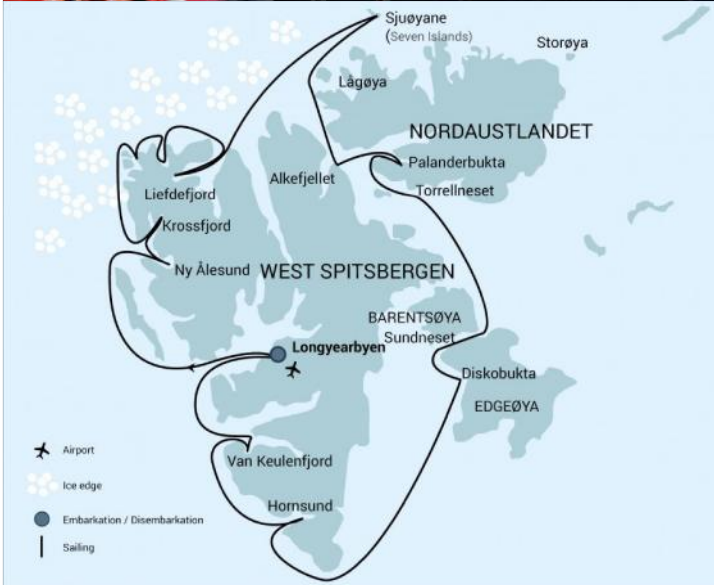 Sjuøyane
(Seven Islands)
Storøya
Lågøya
NORDAUSTLANDET
Palanderbukta
Alkefjellet
Torrellneset
Liefdefjord
Krossfjord
Ny Ålesund
WEST SPITSBERGEN
BARENTSØYA
Sundneset
Longyearbyen
Diskobukta
EDGEØYA
Airport
Van Keulenfjord
Ice edge
Hornsund
Embarkation / Disembarkation
Sailing